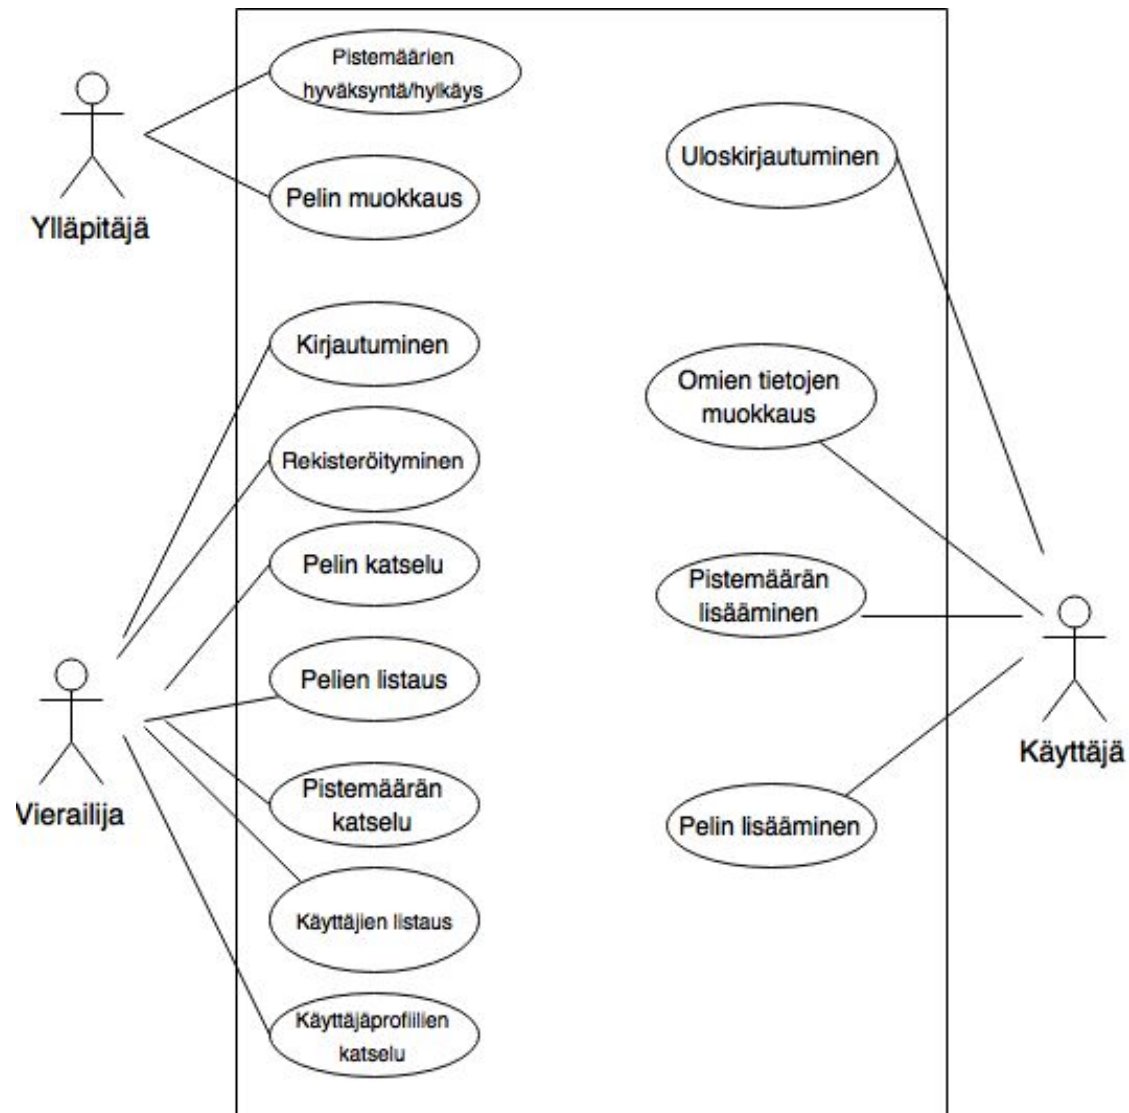 Pistemäärien
hyväksyntä/hylkäys
Pelin muokkaus
Ylläpitäjä
Uloskirjautuminen
Kirjautuminen
Rekisteröityminen
Pelin katselu
Pelien listaus
Pistemäärän
katselu
Käyttäjien listaus
Käyttäjäprofiilien
katselu
Vierailija
Omien tietojen
muokkaus
Pistemäärän
lisääminen
Pelin lisääminen
Käyttäjä